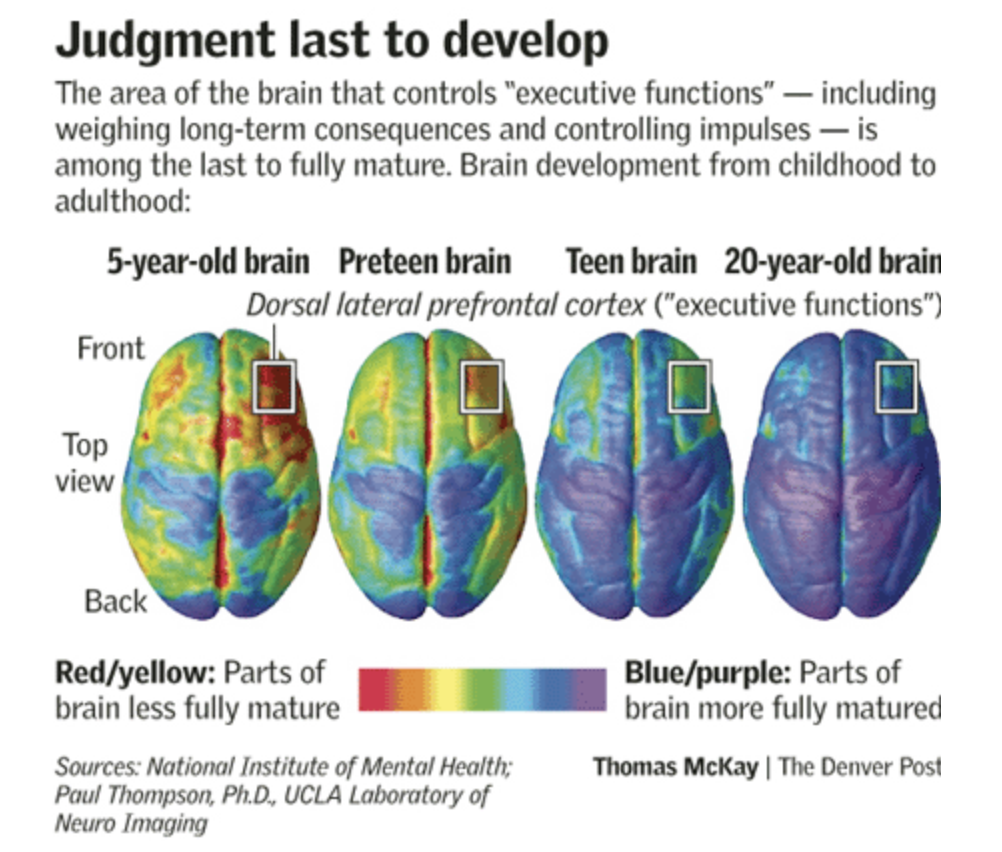 Judgment last to develop
The area of the brain that controls "executive functions" — including
weighing long-term consequences and controlling impulses — is
among the last to fully mature. Brain development from childhood to
adulthood:
5-year-old brain Preteen brain Teen brain 20-year-old brain
Dorsal lateral prefrontal cortex ("executive functions")
Front
Top
view
Back
Red/yellow: Parts of
brain less fully mature
Blue/purple: Parts of
brain more fully matured
Sources: National Institute of Mental Health;
Paul Thompson, Ph.D., UCLA Laboratory of
Neuro Imaging
Thomas McKay | The Denver Post